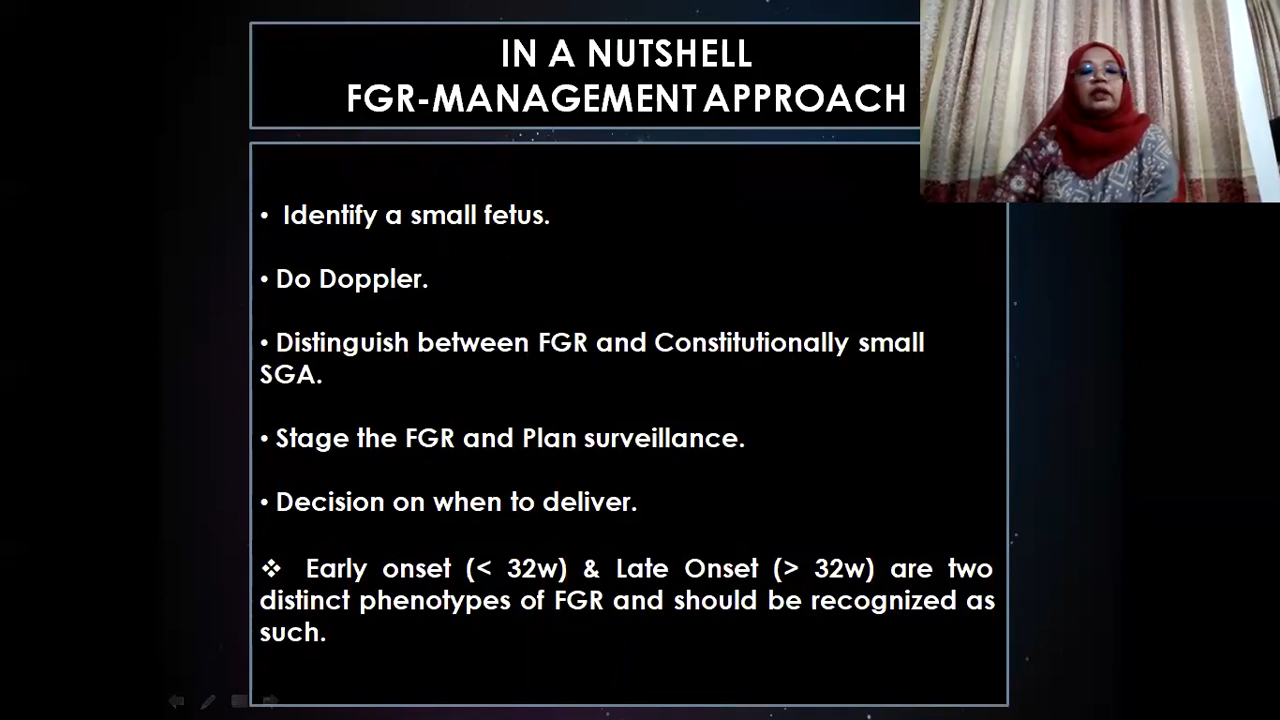 IN A NUTSHELL
FGR-MANAGEMENT APPROACH
• Identify a small fetus.
• Do Doppler.
• Distinguish between FGR and Constitutionally small
SGA.
• Stage the FGR and Plan surveillance.
• Decision on when to deliver.
❖ Early onset (< 32w) & Late Onset (> 32w) are two
distinct phenotypes of FGR and should be recognized as
such.